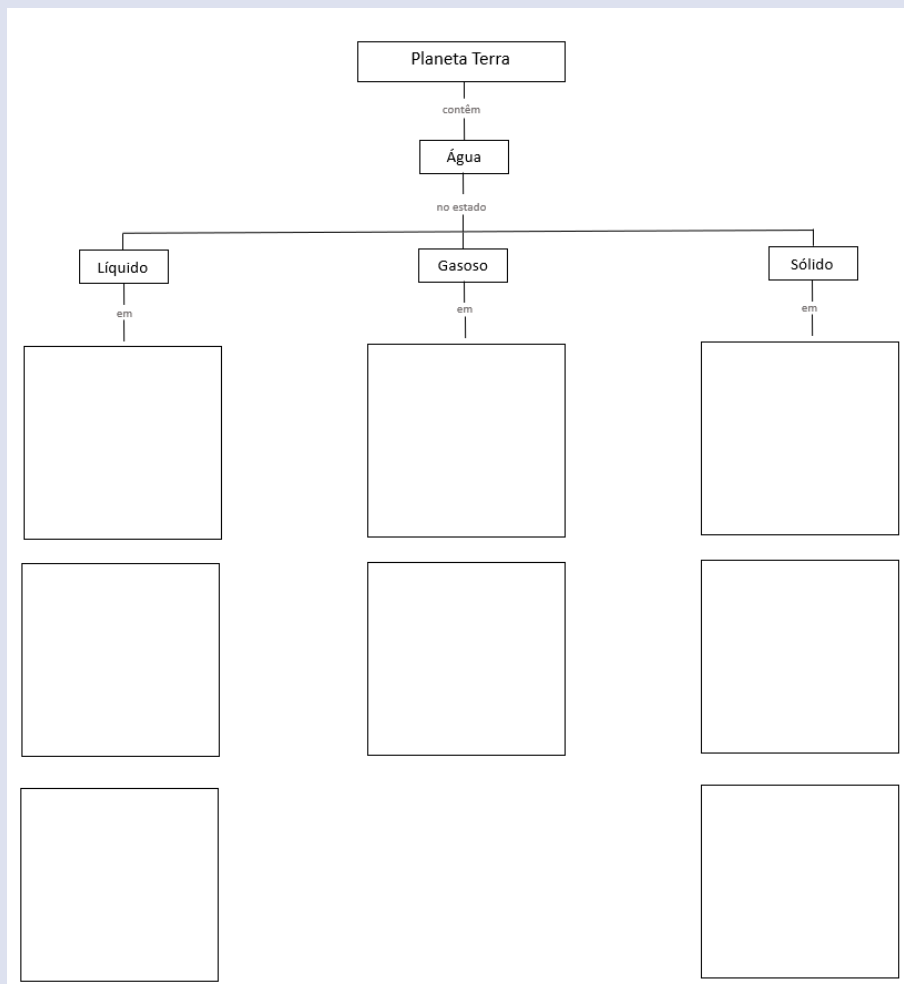 Planeta Terra
contêm
Água
no estado
Líquido
Gasoso
Sólido
em
em
em